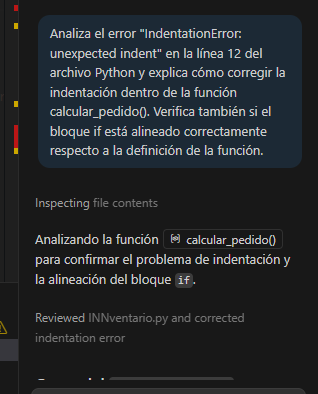 Analiza el error "IndentationError:
unexpected indent" en la línea 12 del
archivo Python y explica cómo corregir la
indentación dentro de la función
calcular_pedido(). Verifica también si el
bloque if está alineado correctamente
respecto a la definición de la función.
Inspecting file contents
Analizando la función calcular_pedido()
para confirmar el problema de indentación y
la alineación del bloque if.
Reviewed INNventario.py and corrected
indentation error